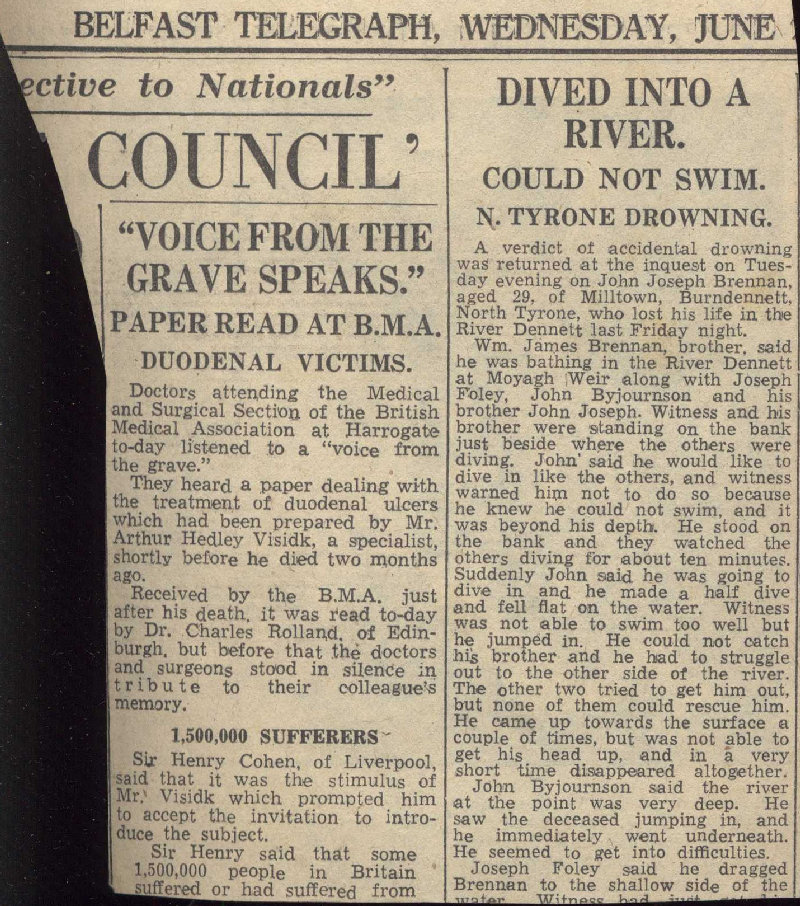 BELFAST TELEGRAPH, WEDNESDAY, JUNE
ective to Nationals”
COUNCIL’
“VOICE FROM THE
GRAVE SPEAKS.”
PAPER READ AT B.M.A.
DUODENAL VICTIMS.
Doctors attending the Medical
and Surgical Section of the British
Medical Association at Harrogate
to-day listened to a “voice from
the grave.”
They heard a paper dealing with
the treatment of duodenal ulcers
which had been prepared by Mr.
Arthur Hedley Visidk, a specialist,
shortly before he died two months
ago.
Received by the B.M.A. just
after his death, it was read to-day
by Dr. Charles Rolland, of Edin-
burgh, but before that the doctors
and surgeons stood in silence in
tribute to their colleague’s
memory.
1,500,000 SUFFERERS
Sir Henry Cohen, of Liverpool,
said that it was the stimulus of
Mr. Visidk which prompted him
to accept the invitation to intro-
duce the subject.
Sir Henry said that some
1,500,000 people in Britain
suffered or had suffered from
DIVED INTO A
RIVER.
COULD NOT SWIM.
N. TYRONE DROWNING.
A verdict of accidental drowning
was returned at the inquest on Tues-
day evening on John Joseph Brennan,
aged 29, of Milltown, Burndennett,
North Tyrone, who lost his life in the
River Dennett last Friday night.
Wm. James Brennan, brother, said
he was bathing in the River Dennett
at Moyagh Weir along with Joseph
Foley, John Byjournson and his
brother John Joseph. Witness and his
brother were standing on the bank
just beside where the others were
diving. John said he would like to
dive in like the others, and witness
warned him not to do so because
he knew he could not swim, and it
was beyond his depth. He stood on
the bank and they watched the
others diving for about ten minutes.
Suddenly John said he was going to
dive in and he made a half dive
and fell flat on the water. Witness
was not able to swim too well but
he jumped in. He could not catch
his brother and he had to struggle
out to the other side of the river.
The other two tried to get him out,
but none of them could rescue him.
He came up towards the surface a
couple of times, but was not able to
get his head up, and in a very
short time disappeared altogether.
John Byjournson said the river
at the point was very deep. He
saw the deceased jumping in, and
he immediately went underneath.
He seemed to get into difficulties.
Joseph Foley said he dragged
Brennan to the shallow side of the
water. Witness had just